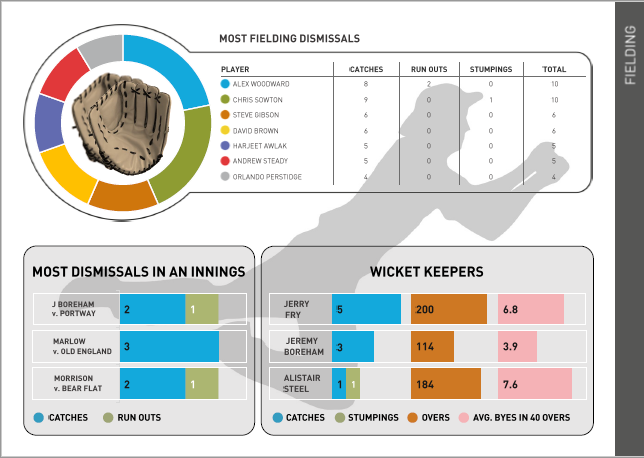 FIELDING
MOST FIELDING DISMISSALS
PLAYER CATCHES RUN OUTS STUMPINGS TOTAL
ALEX WOODWARD 8 2 0 10
CHRIS SOWTON 9 0 1 10
STEVE GIBSON 6 0 0 6
DAVID BROWN 6 0 0 6
HARJEET AWLAK 5 0 0 5
ANDREW STEADY 5 0 0 5
ORLANDO PERSTIDGE 4 0 0 4
MOST DISMISSALS IN AN INNINGS
J BOREHAM
v. PORTWAY
2 1
MARLOW
v. OLD ENGLAND
3
MORRISON
v. BEAR FLAT
2 1
CATCHES RUN OUTS
WICKET KEEPERS
JERRY
FRY
5 200 6.8
JEREMY
BOREHAM
3 114 3.9
ALISTAIR
STEEL
1 1 184 7.6
CATCHES STUMPINGS OVERS AVG. BYES IN 40 OVERS